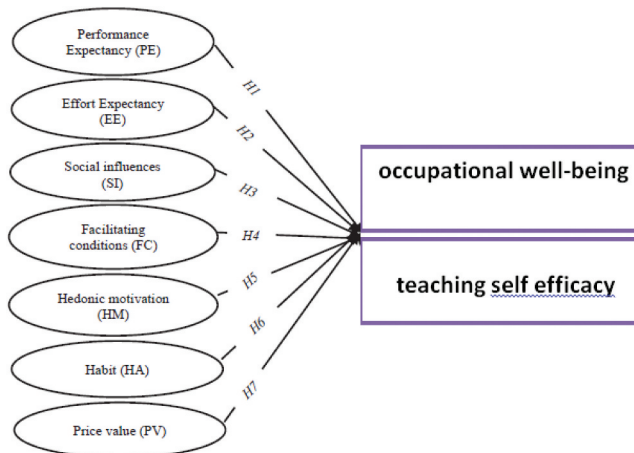 Performance
Expectancy (PE)
H1
Effort Expectancy
(EE)
H2
occupational well-being
Social influences
(SI)
H3
Facilitating
conditions (FC)
H4
teaching self efficacy
Hedonic motivation
(HM)
H5
H6
Habit (HA)
H7
Price value (PV)